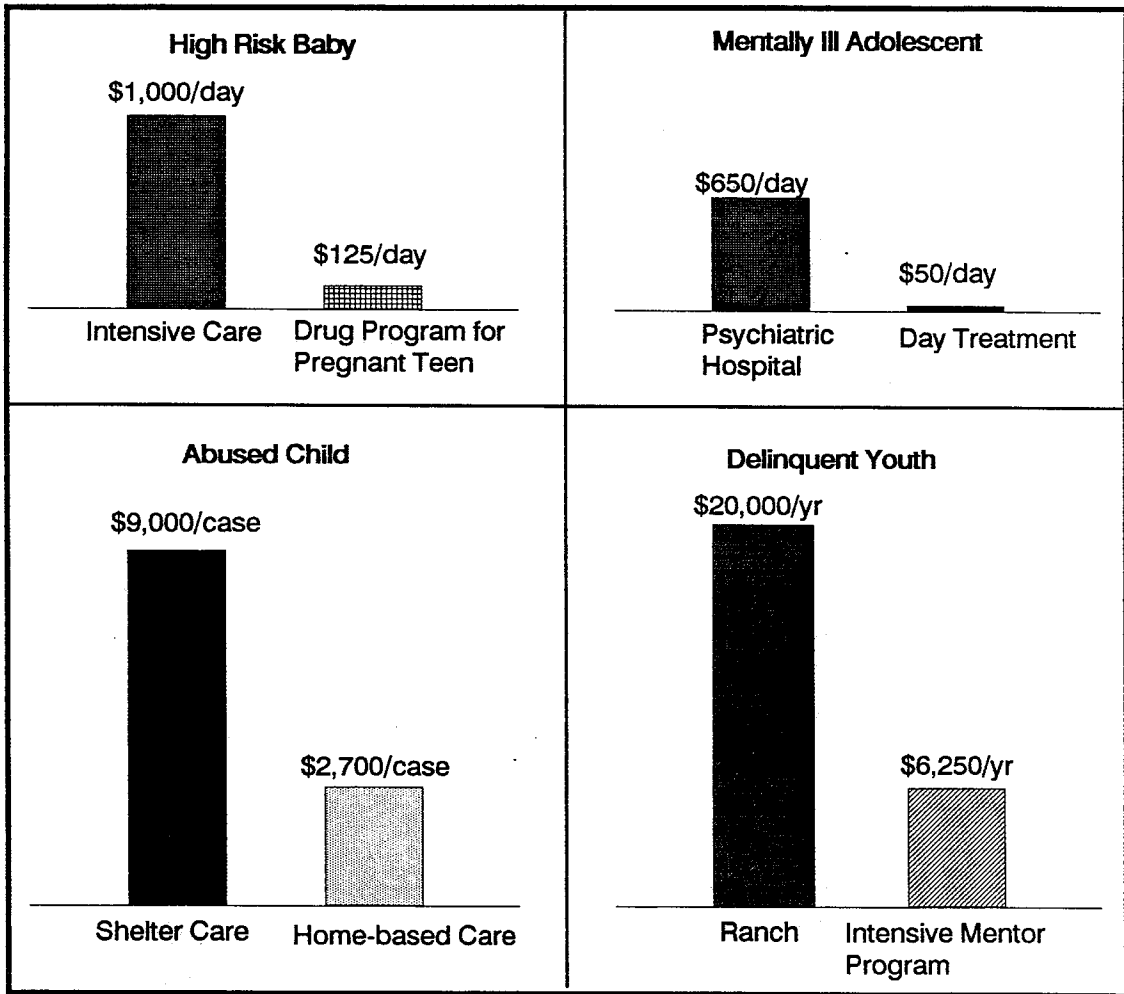 High Risk Baby
$1,000/day
$125/day
Intensive Care
Drug Program for
Pregnant Teen
Mentally Ill Adolescent
$650/day
$50/day
Psychiatric
Hospital
Day Treatment
Abused Child
$9,000/case
$2,700/case
Shelter Care
Home-based Care
Delinquent Youth
$20,000/yr
$6,250/yr
Ranch
Intensive Mentor
Program